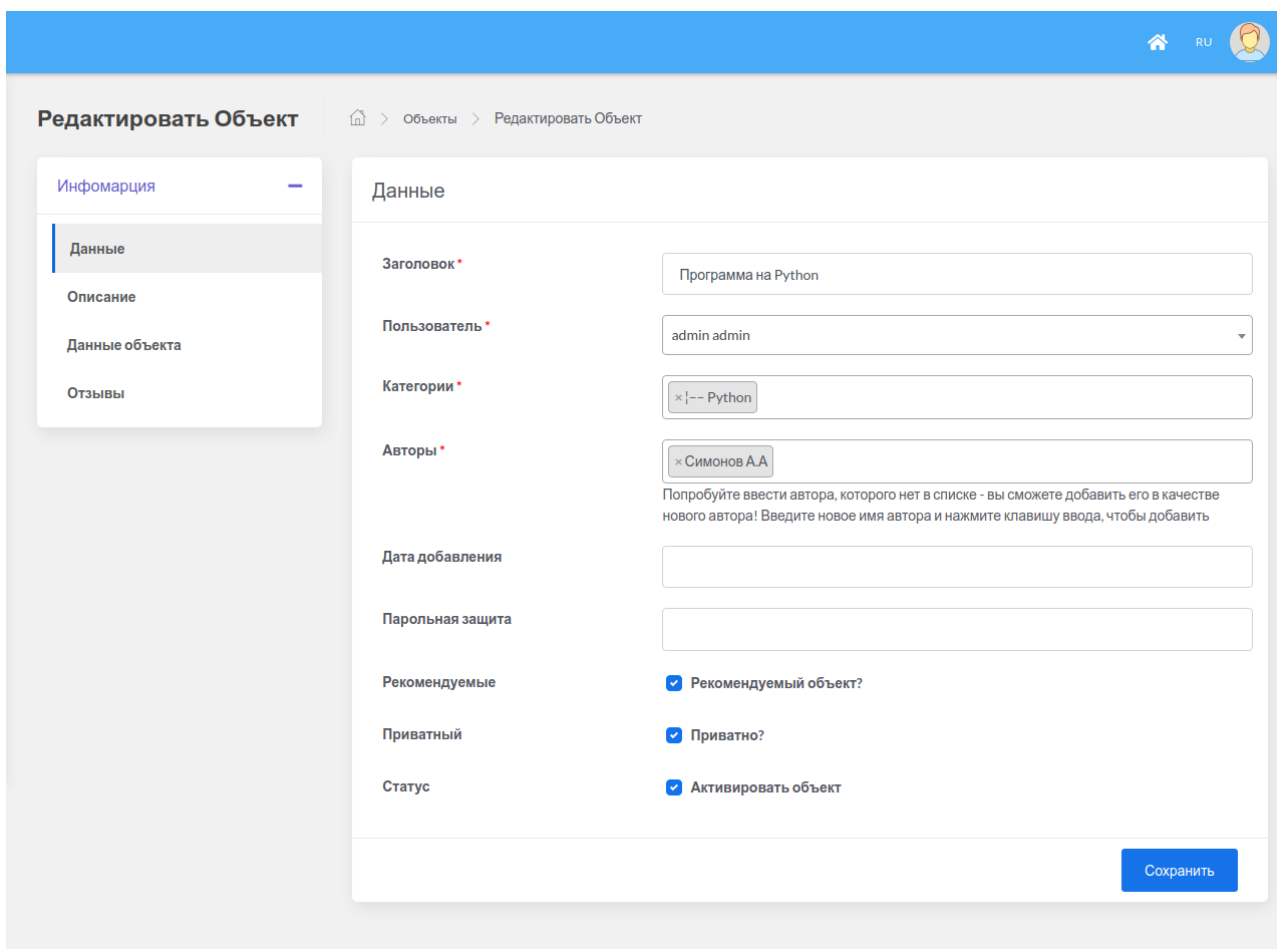 RU
Редактировать Объект
Объекты
Редактировать Объект
Инфомарция
Данные
Описание
Данные объекта
Отзывы
Данные
Заголовок *
Программа на Python
Пользователь *
admin admin
Категории *
×¦-- Python
Авторы *
×Симонов А.А
Попробуйте ввести автора, которого нет в списке - вы сможете добавить его в качестве
нового автора! Введите новое имя автора и нажмите клавишу ввода, чтобы добавить
Дата добавления
Парольная защита
Рекомендуемые
Рекомендуемый объект?
Приватный
Приватно?
Статус
Активировать объект
Сохранить